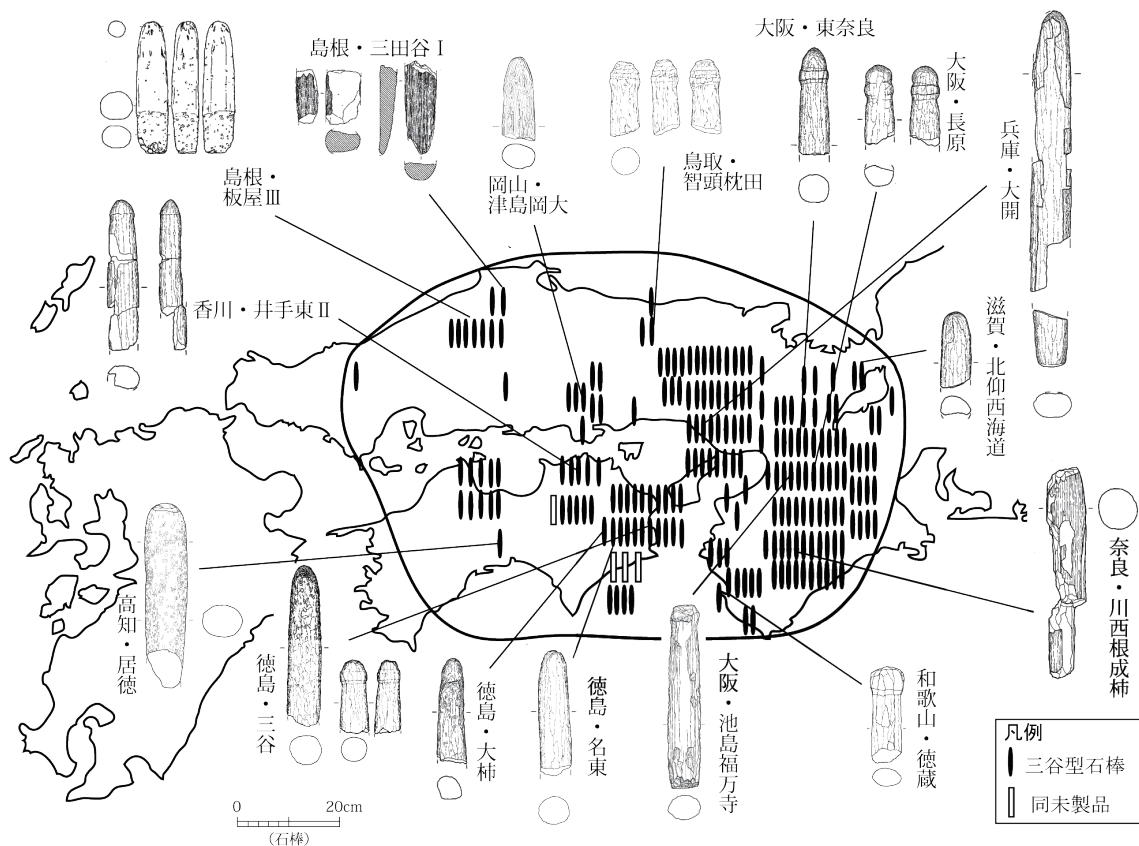 島根・三田谷Ⅰ
大阪・東奈良
大阪・長原
兵庫・大開
島根・
板屋Ⅲ
岡山・
津島岡大
鳥取・
智頭枕田
香川・井手東Ⅱ
滋賀・北仰西海道
高知・居徳
徳島・三谷
徳島・大柿
徳島・名東
大阪・池島福万寺
和歌山・徳蔵
奈良・川西根成柿
凡例
三谷型石棒
同未製品
0 20cm
(石棒)